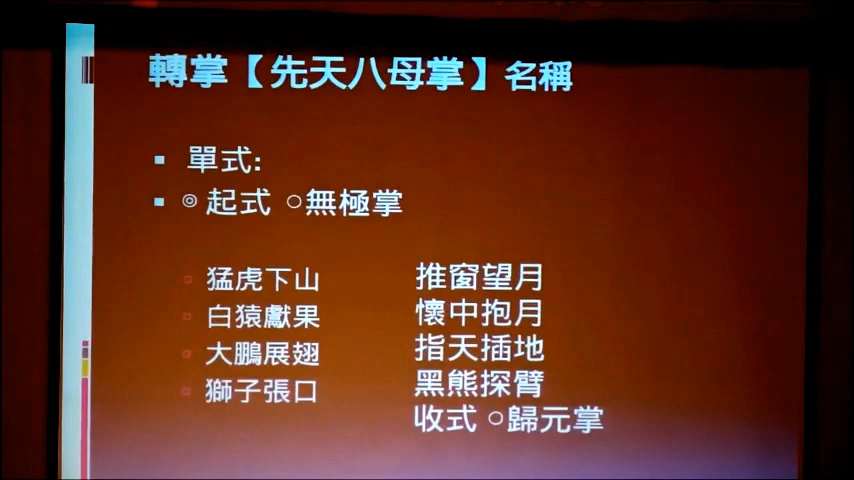 轉掌【先天八母掌】名稱
單式:
◎起式 ○無極掌
猛虎下山
白猿獻果
大鵬展翅
獅子張口
推窗望月
懷中抱月
指天插地
黑熊探臂
收式 ○歸元掌